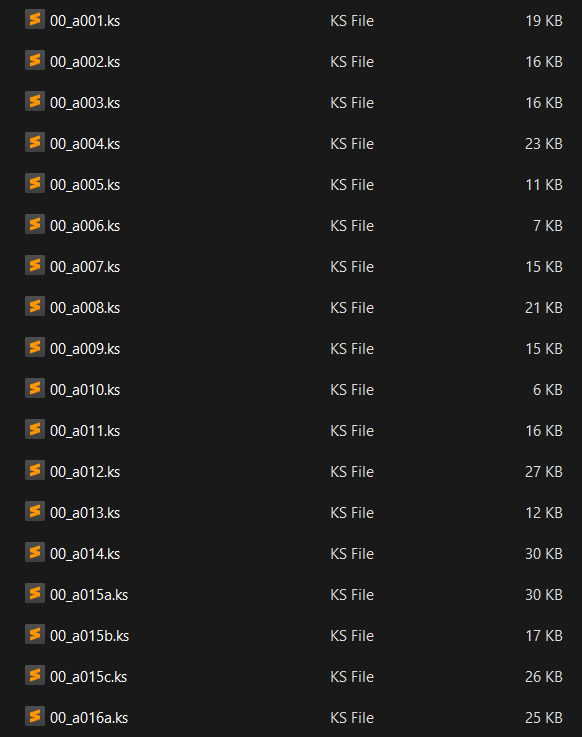 00_a001.ks KS File 19 KB
00_a002.ks KS File 16 KB
00_a003.ks KS File 16 KB
00_a004.ks KS File 23 KB
00_a005.ks KS File 11 KB
00_a006.ks KS File 7 KB
00_a007.ks KS File 15 KB
00_a008.ks KS File 21 KB
00_a009.ks KS File 15 KB
00_a010.ks KS File 6 KB
00_a011.ks KS File 16 KB
00_a012.ks KS File 27 KB
00_a013.ks KS File 12 KB
00_a014.ks KS File 30 KB
00_a015a.ks KS File 30 KB
00_a015b.ks KS File 17 KB
00_a015c.ks KS File 26 KB
00_a016a.ks KS File 25 KB